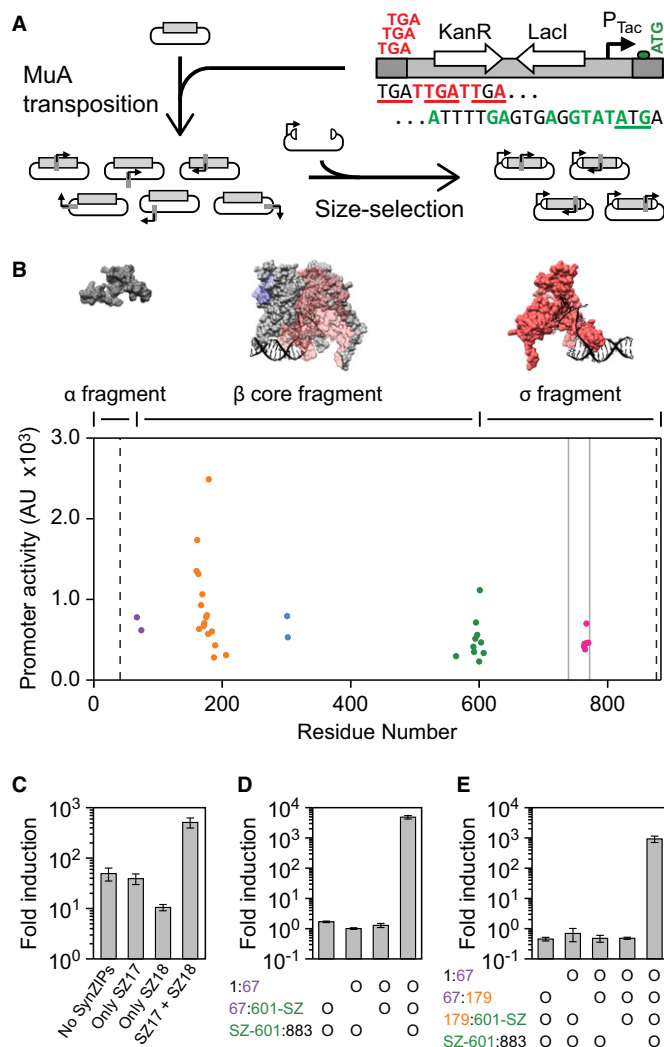 A
TGA
TGA
TGA
KanR
LacI
PTac
ATG
MuA
transposition
TGATTGATTGA...
...ATTTTGAGTGAGGTATATGA
Size-selection
B
α fragment
β core fragment
σ fragment
Promoter activity (AU x10³)
3.0
2.0
1.0
0.0
0
200
400
600
800
Residue Number
C
Fold induction
10³
10²
10¹
10⁰
No SynZIPs
Only SZ17
Only SZ18
SZ17 + SZ18
D
Fold induction
10⁴
10³
10²
10¹
10⁰
10⁻¹
1:67 O O O
67:601-SZ O O O
SZ-601:883 O O O
E
Fold induction
10⁴
10³
10²
10¹
10⁰
10⁻¹
1:67 O O O O
67:179 O O O O
179:601-SZ O O O O
SZ-601:883 O O O O